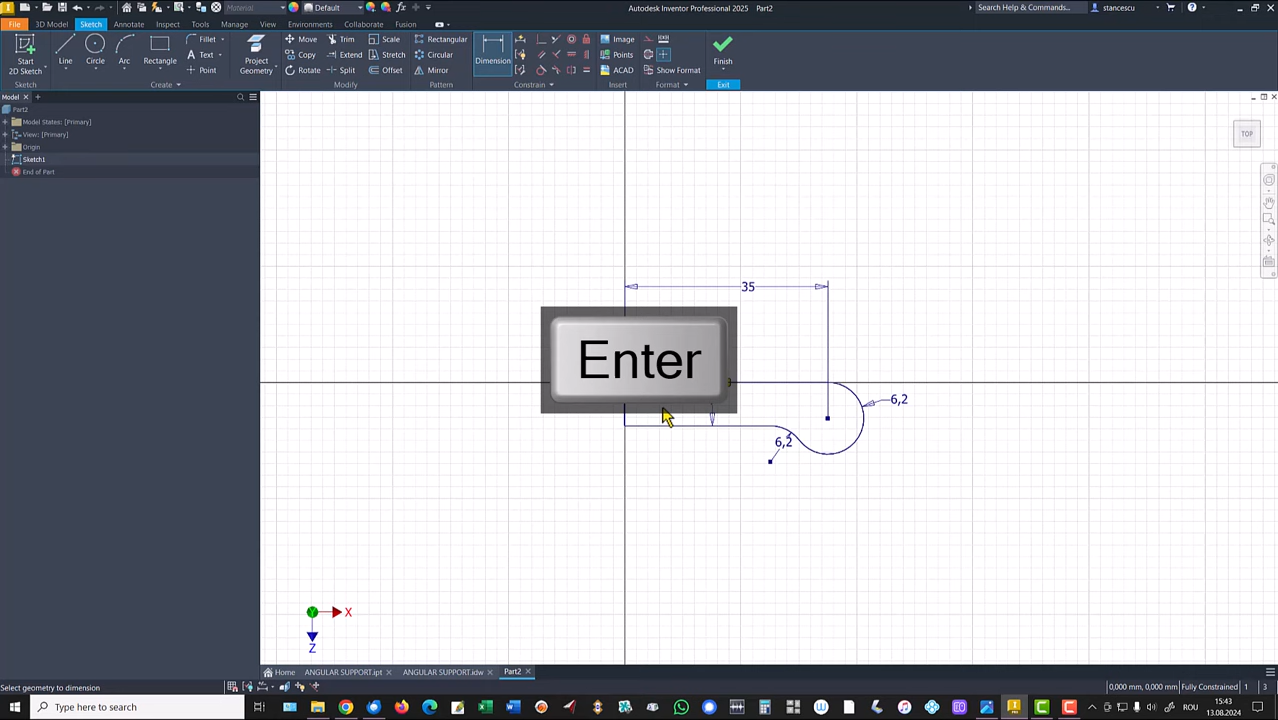 Material
Default
Autodesk Inventor Professional 2025 Part2
Search Help & Commands...
stancescu
File
3D Model
Sketch
Annotate
Inspect
Tools
Manage
View
Environments
Collaborate
Fusion
Start
2D Sketch
Line
Circle
Arc
Rectangle
Fillet
Text
Point
Project
Geometry
Move
Trim
Scale
Copy
Extend
Stretch
Rotate
Split
Offset
Rectangular
Circular
Mirror
Dimension
Image
Points
ACAD
Show Format
Finish
Sketch
Create
Modify
Pattern
Constrain
Insert
Format
Exit
Model
Part2
Model States: [Primary]
View: [Primary]
Origin
Sketch1
End of Part
TOP
35
Enter
6,2
6,2
Y
X
Z
Home
ANGULAR SUPPORT.ipt
ANGULAR SUPPORT.idw
Part2
Select geometry to dimension
0,000 mm, 0,000 mm
Fully Constrained
1
3
Type here to search
ROU
15:43
13.08.2024